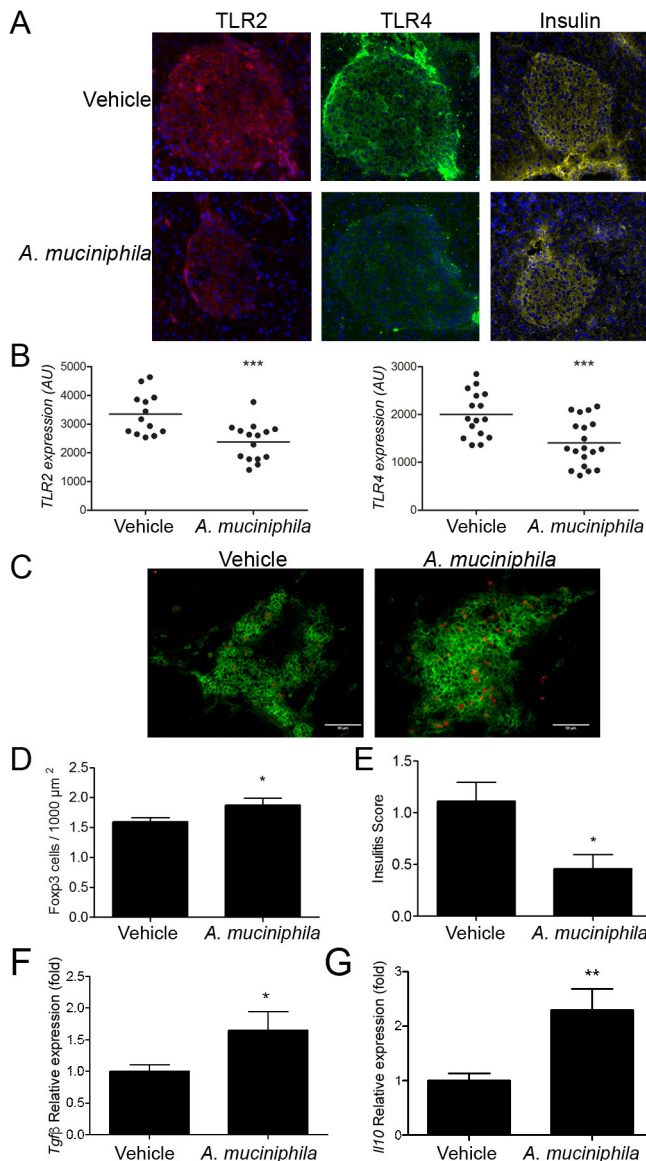 A
TLR2 TLR4 Insulin
Vehicle
A. muciniphila
B
TLR2 expression (AU)
5000
4000
3000
2000
1000
0
***
Vehicle A. muciniphila
TLR4 expression (AU)
3000
2000
1000
0
***
Vehicle A. muciniphila
C
Vehicle A. muciniphila
50 µm 50 µm
D
Foxp3 cells / 1000 µm²
2.5
2.0
1.5
1.0
0.5
0.0
*
Vehicle A. muciniphila
E
Insulitis Score
1.5
1.0
0.5
0.0
*
Vehicle A. muciniphila
F
Tgfβ Relative expression (fold)
2.5
2.0
1.5
1.0
0.5
0.0
*
Vehicle A. muciniphila
G
Il10 Relative expression (fold)
3
2
1
0
**
Vehicle A. muciniphila